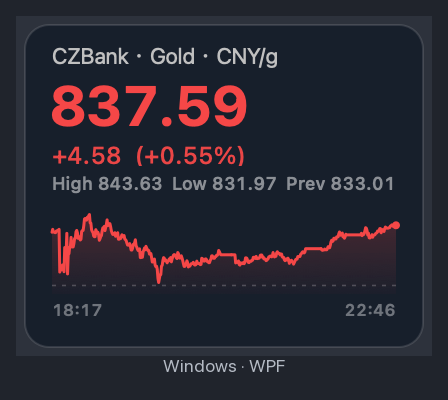 CZBank · Gold · CNY/g
837.59
+4.58 (+0.55%)
High 843.63 Low 831.97 Prev 833.01
18:17 22:46
Windows · WPF